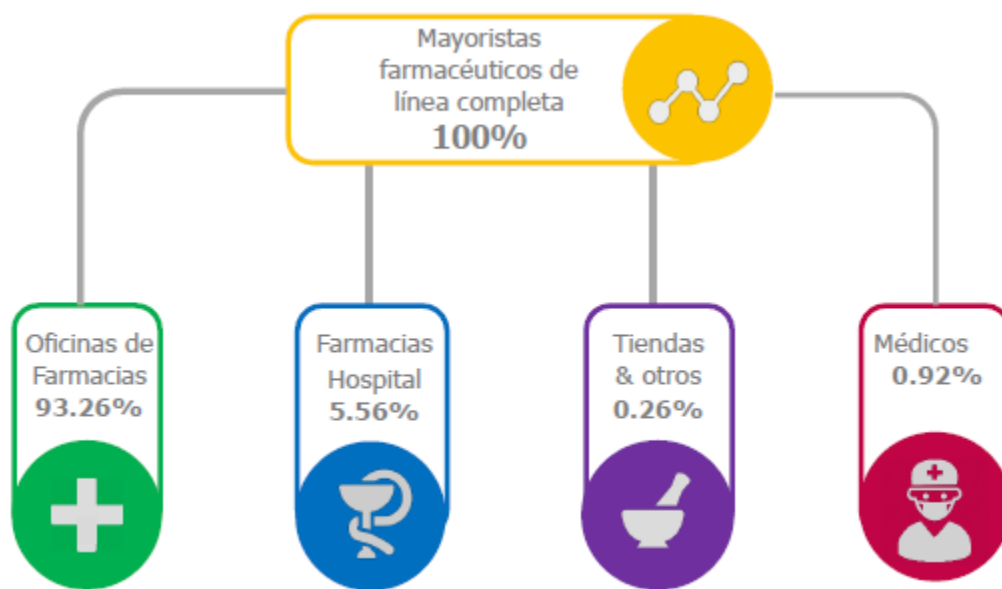 Mayoristas
farmacéuticos de
línea completa
100%
Oficinas de
Farmacias
93.26%
Farmacias
Hospital
5.56%
Tiendas
& otros
0.26%
Médicos
0.92%